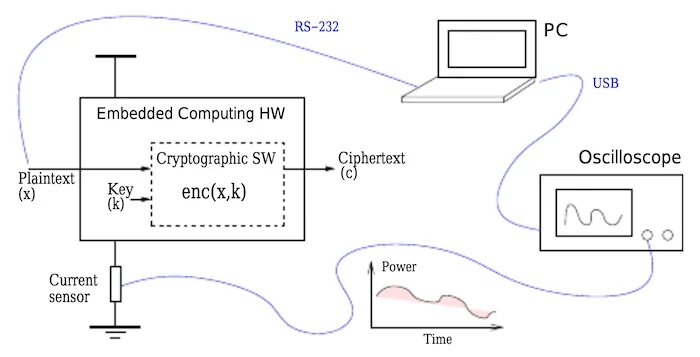 RS-232
PC
USB
Embedded Computing HW
Cryptographic SW
enc(x,k)
Plaintext
(x)
Key
(k)
Ciphertext
(c)
Oscilloscope
Current
sensor
Power
Time